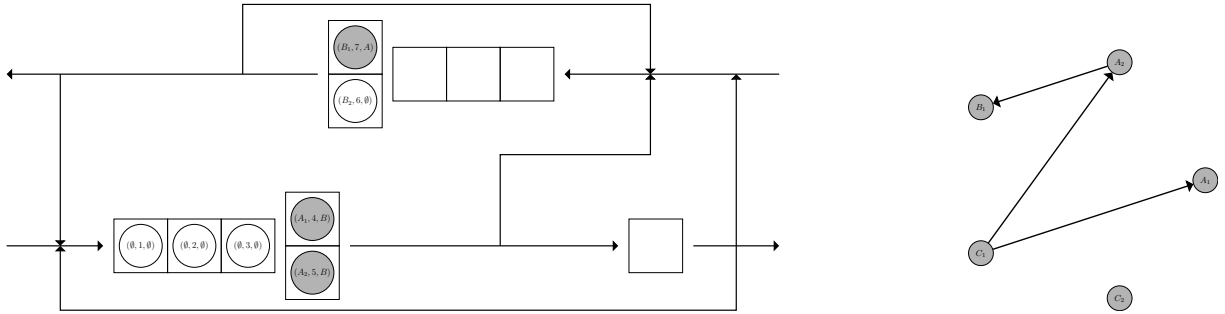 (B₁, 7, A)
(B₂, 6, ∅)
(∅, 1, ∅)
(∅, 2, ∅)
(∅, 3, ∅)
(A₁, 4, B)
(A₂, 5, B)
A₂
B₁
A₁
C₁
C₂